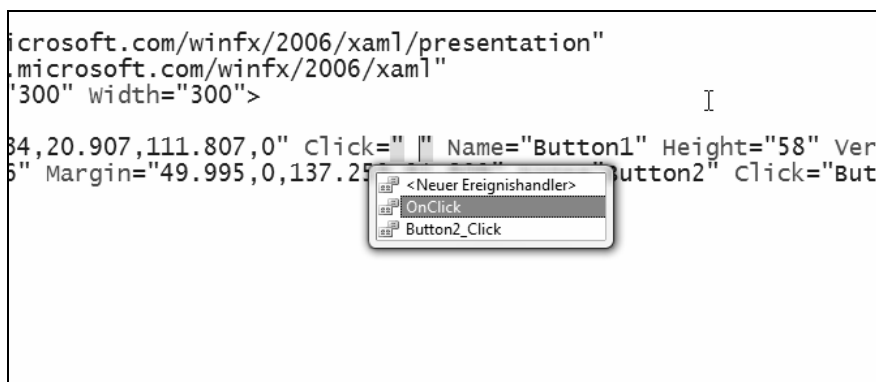 icrosoft.com/winfx/2006/xaml/presentation"
.microsoft.com/winfx/2006/xaml"
"300" Width="300">
34,20.907,111.807,0" Click=" " Name="Button1" Height="58" Ver
6" Margin="49.995,0,137.25 Button2" Click="But
<Neuer Ereignishandler>
OnClick
Button2_Click